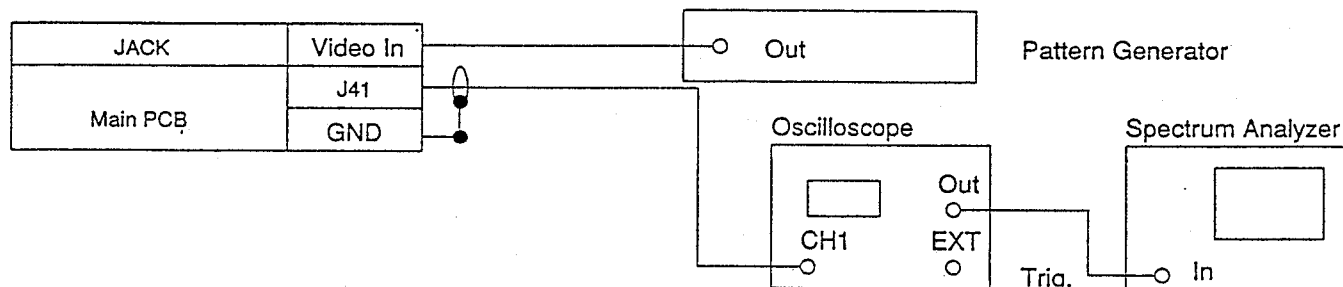 JACK
Video In
Out
Pattern Generator
J41
Main PCB
GND
Oscilloscope
Spectrum Analyzer
Out
CH1
EXT
Trig.
In